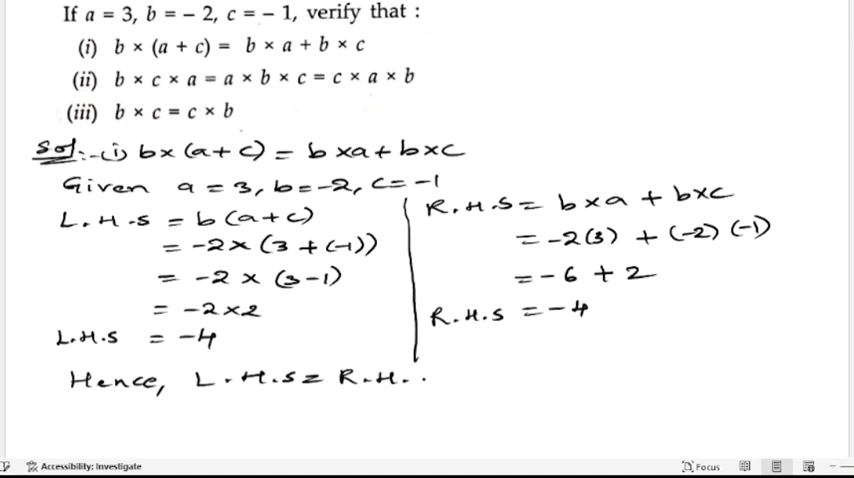 If a = 3, b = – 2, c = – 1, verify that :
(i) b × (a + c) = b × a + b × c
(ii) b × c × a = a × b × c = c × a × b
(iii) b × c = c × b
Sol:-(i) b×(a+c) = b×a+b×c
Given a=3, b=-2, c=-1
L.H.S = b(a+c)
= -2×(3+(-1))
= -2×(3-1)
= -2×2
L.H.S = -4
R.H.S = b×a + b×c
= -2(3) + (-2)(-1)
= -6+2
R.H.S = -4
Hence, L.H.S = R.H..
Accessibility: Investigate
Focus